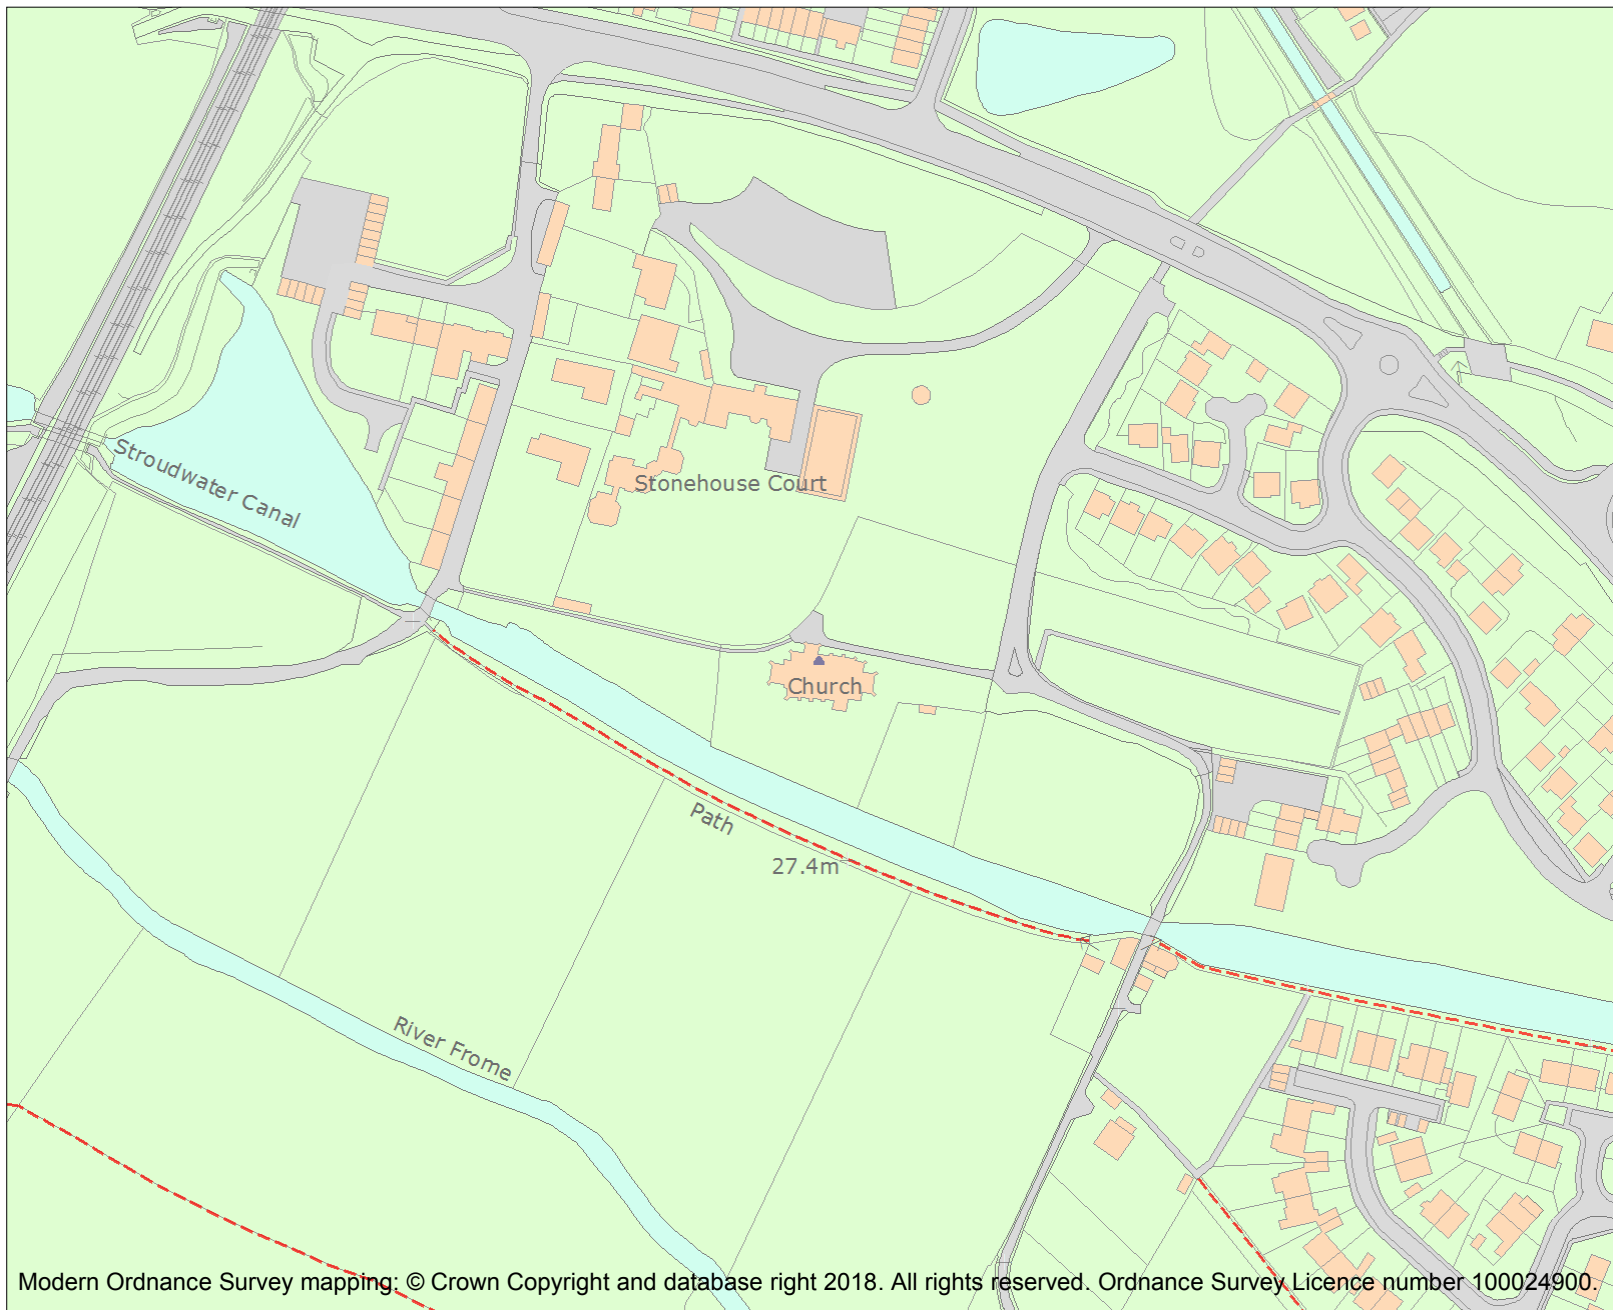 Stroudwater Canal
Stonehouse Court
Church
Path
27.4m
River Frome
Modern Ordnance Survey mapping: © Crown Copyright and database right 2018. All rights reserved. Ordnance Survey Licence number 100024900.